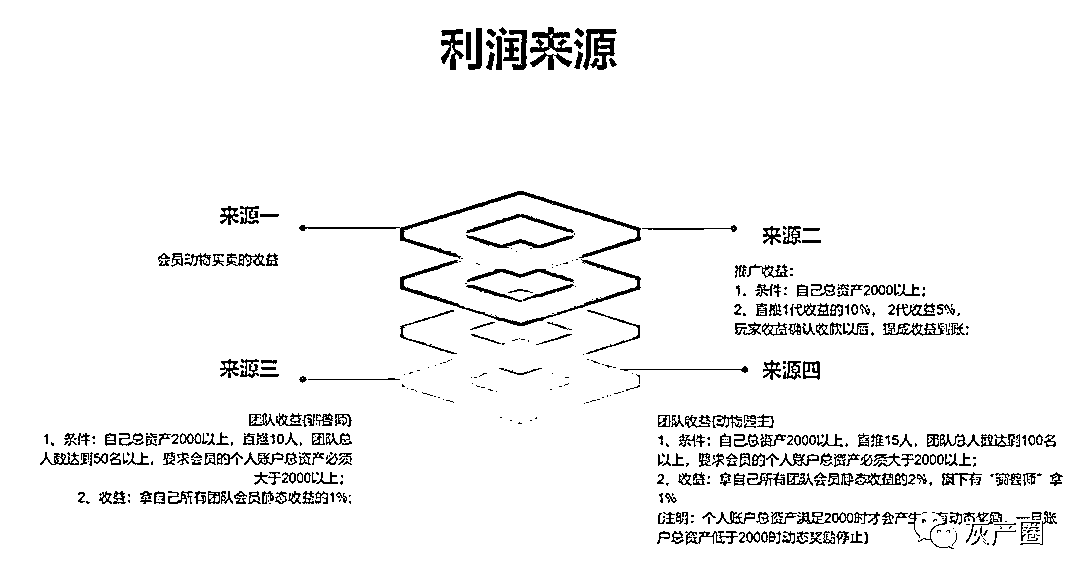 利润来源
来源一
会员动物买卖的收益
来源二
推广收益：
1、条件：自己总资产2000以上；
2、直推1代收益的10%， 2代收益5%，
玩家收益确认收款以后，提成收益到账；
来源三
团队收益(驯兽师)
1、条件：自己总资产2000以上，直推10人，团队总
人数达到50名以上，要求会员的个人账户总资产必须
大于2000以上；
2、收益：拿自己所有团队会员静态收益的1%；
来源四
团队收益(动物园主)
1、条件：自己总资产2000以上，直推15人，团队总人数达到100名
以上，要求会员的个人账户总资产必须大于2000以上；
2、收益：拿自己所有团队会员静态收益的2%，旗下有“驯兽师”拿
1%
(注明：个人账户总资产满足2000时才会产生 有动态奖励，一旦账
户总资产低于2000时动态奖励停止)
灰产圈